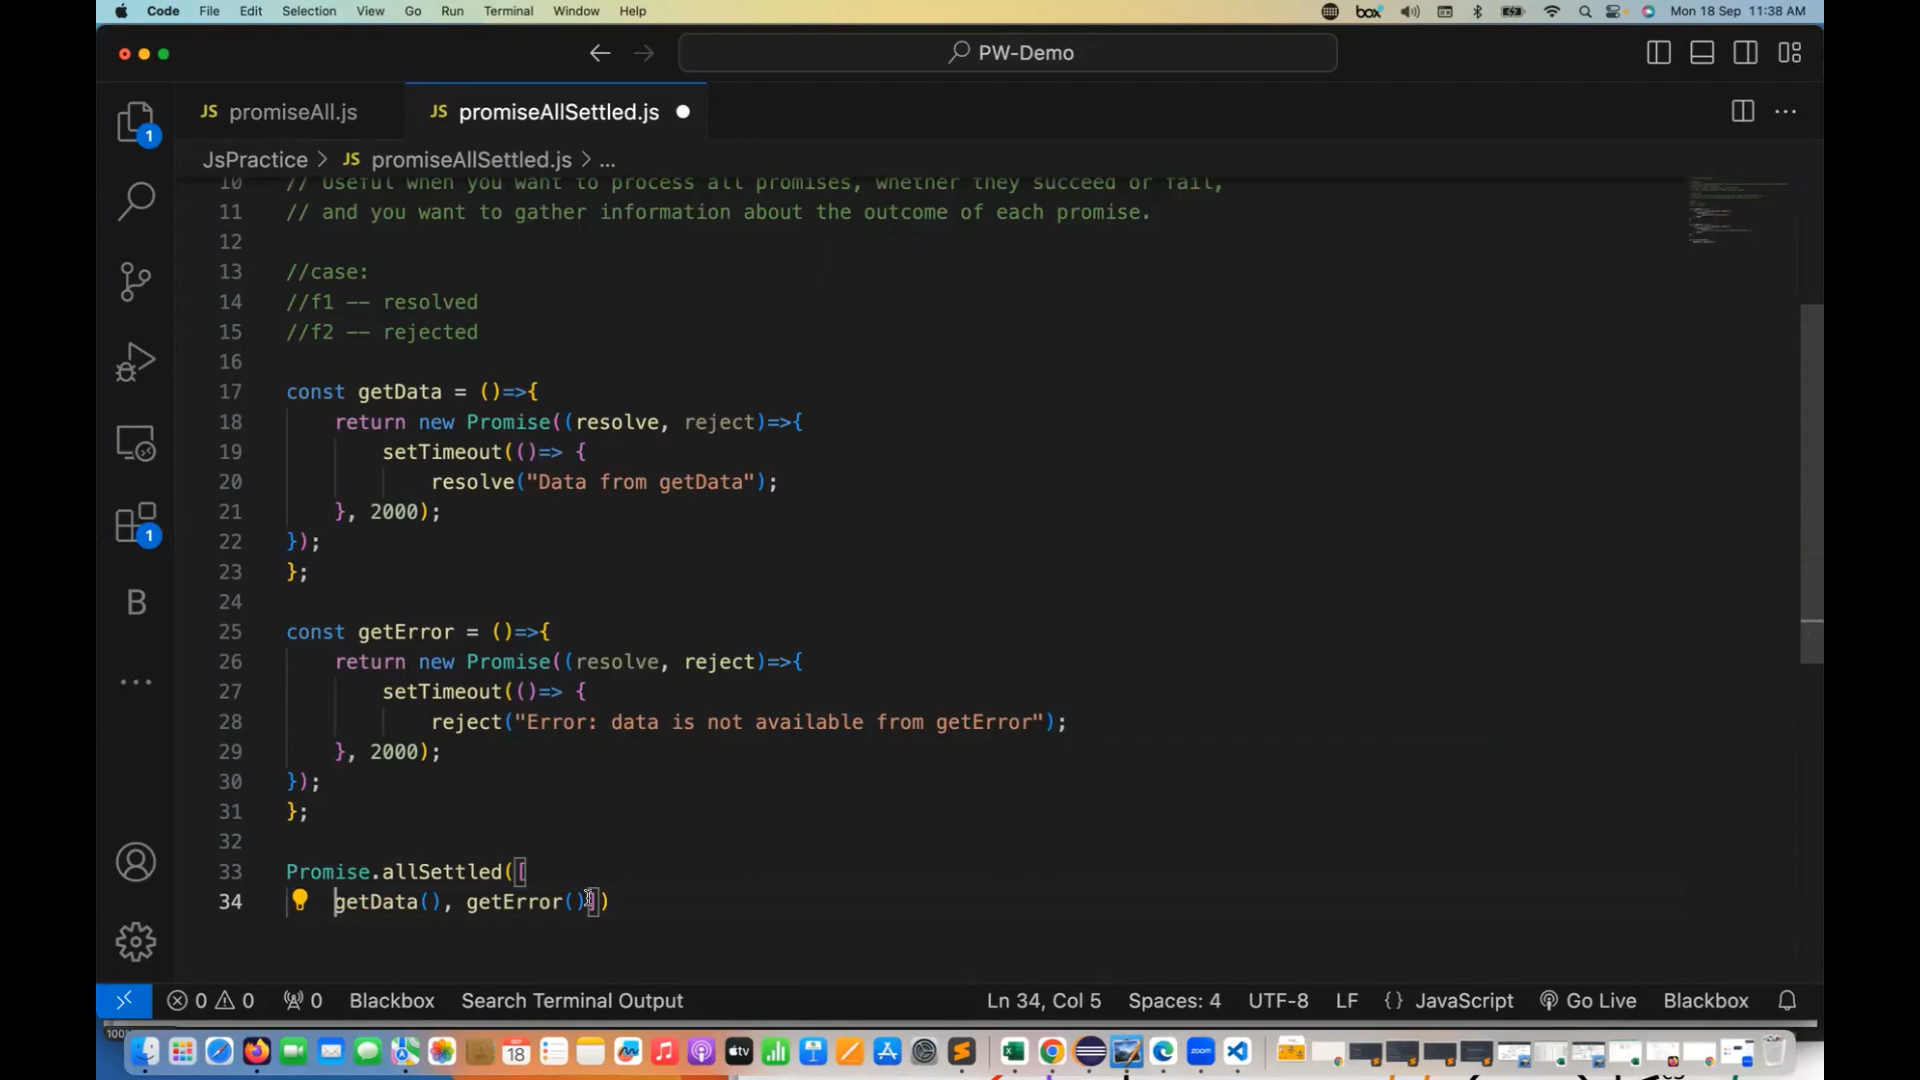 Code File Edit Selection View Go Run Terminal Window Help
box Mon 18 Sep 11:38 AM
PW-Demo
JS promiseAll.js JS promiseAllSettled.js
JsPractice > JS promiseAllSettled.js > ...
10 // Useful when you want to process all promises, whether they succeed or fail,
11 // and you want to gather information about the outcome of each promise.
12
13 //case:
14 //f1 -- resolved
15 //f2 -- rejected
16
17 const getData = ()=>{
18 return new Promise((resolve, reject)=>{
19 setTimeout(()=> {
20 resolve("Data from getData");
21 }, 2000);
22 });
23 };
24
25 const getError = ()=>{
26 return new Promise((resolve, reject)=>{
27 setTimeout(()=> {
28 reject("Error: data is not available from getError");
29 }, 2000);
30 });
31 };
32
33 Promise.allSettled([
34 getData(), getError()])
1
1
B
0 0 0 Blackbox Search Terminal Output Ln 34, Col 5 Spaces: 4 UTF-8 LF {} JavaScript Go Live Blackbox
100%
18 tv zoom